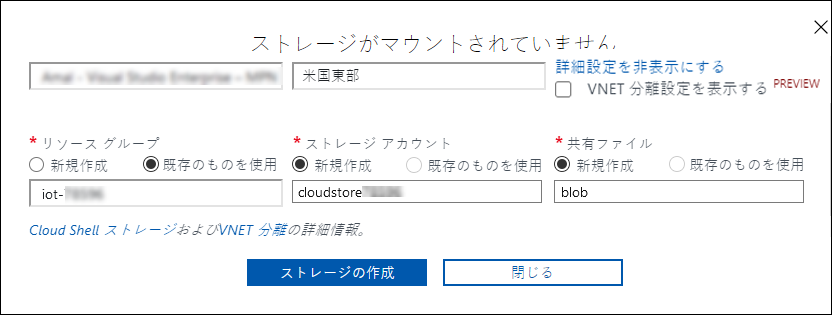 ストレージがマウントされていません
米国東部
詳細設定を非表示にする
VNET 分離設定を表示する PREVIEW
* リソース グループ
新規作成 既存のものを使用
iot-
* ストレージ アカウント
新規作成 既存のものを使用
cloudstore
* 共有ファイル
新規作成 既存のものを使用
blob
Cloud Shell ストレージおよびVNET 分離の詳細情報。
ストレージの作成 閉じる